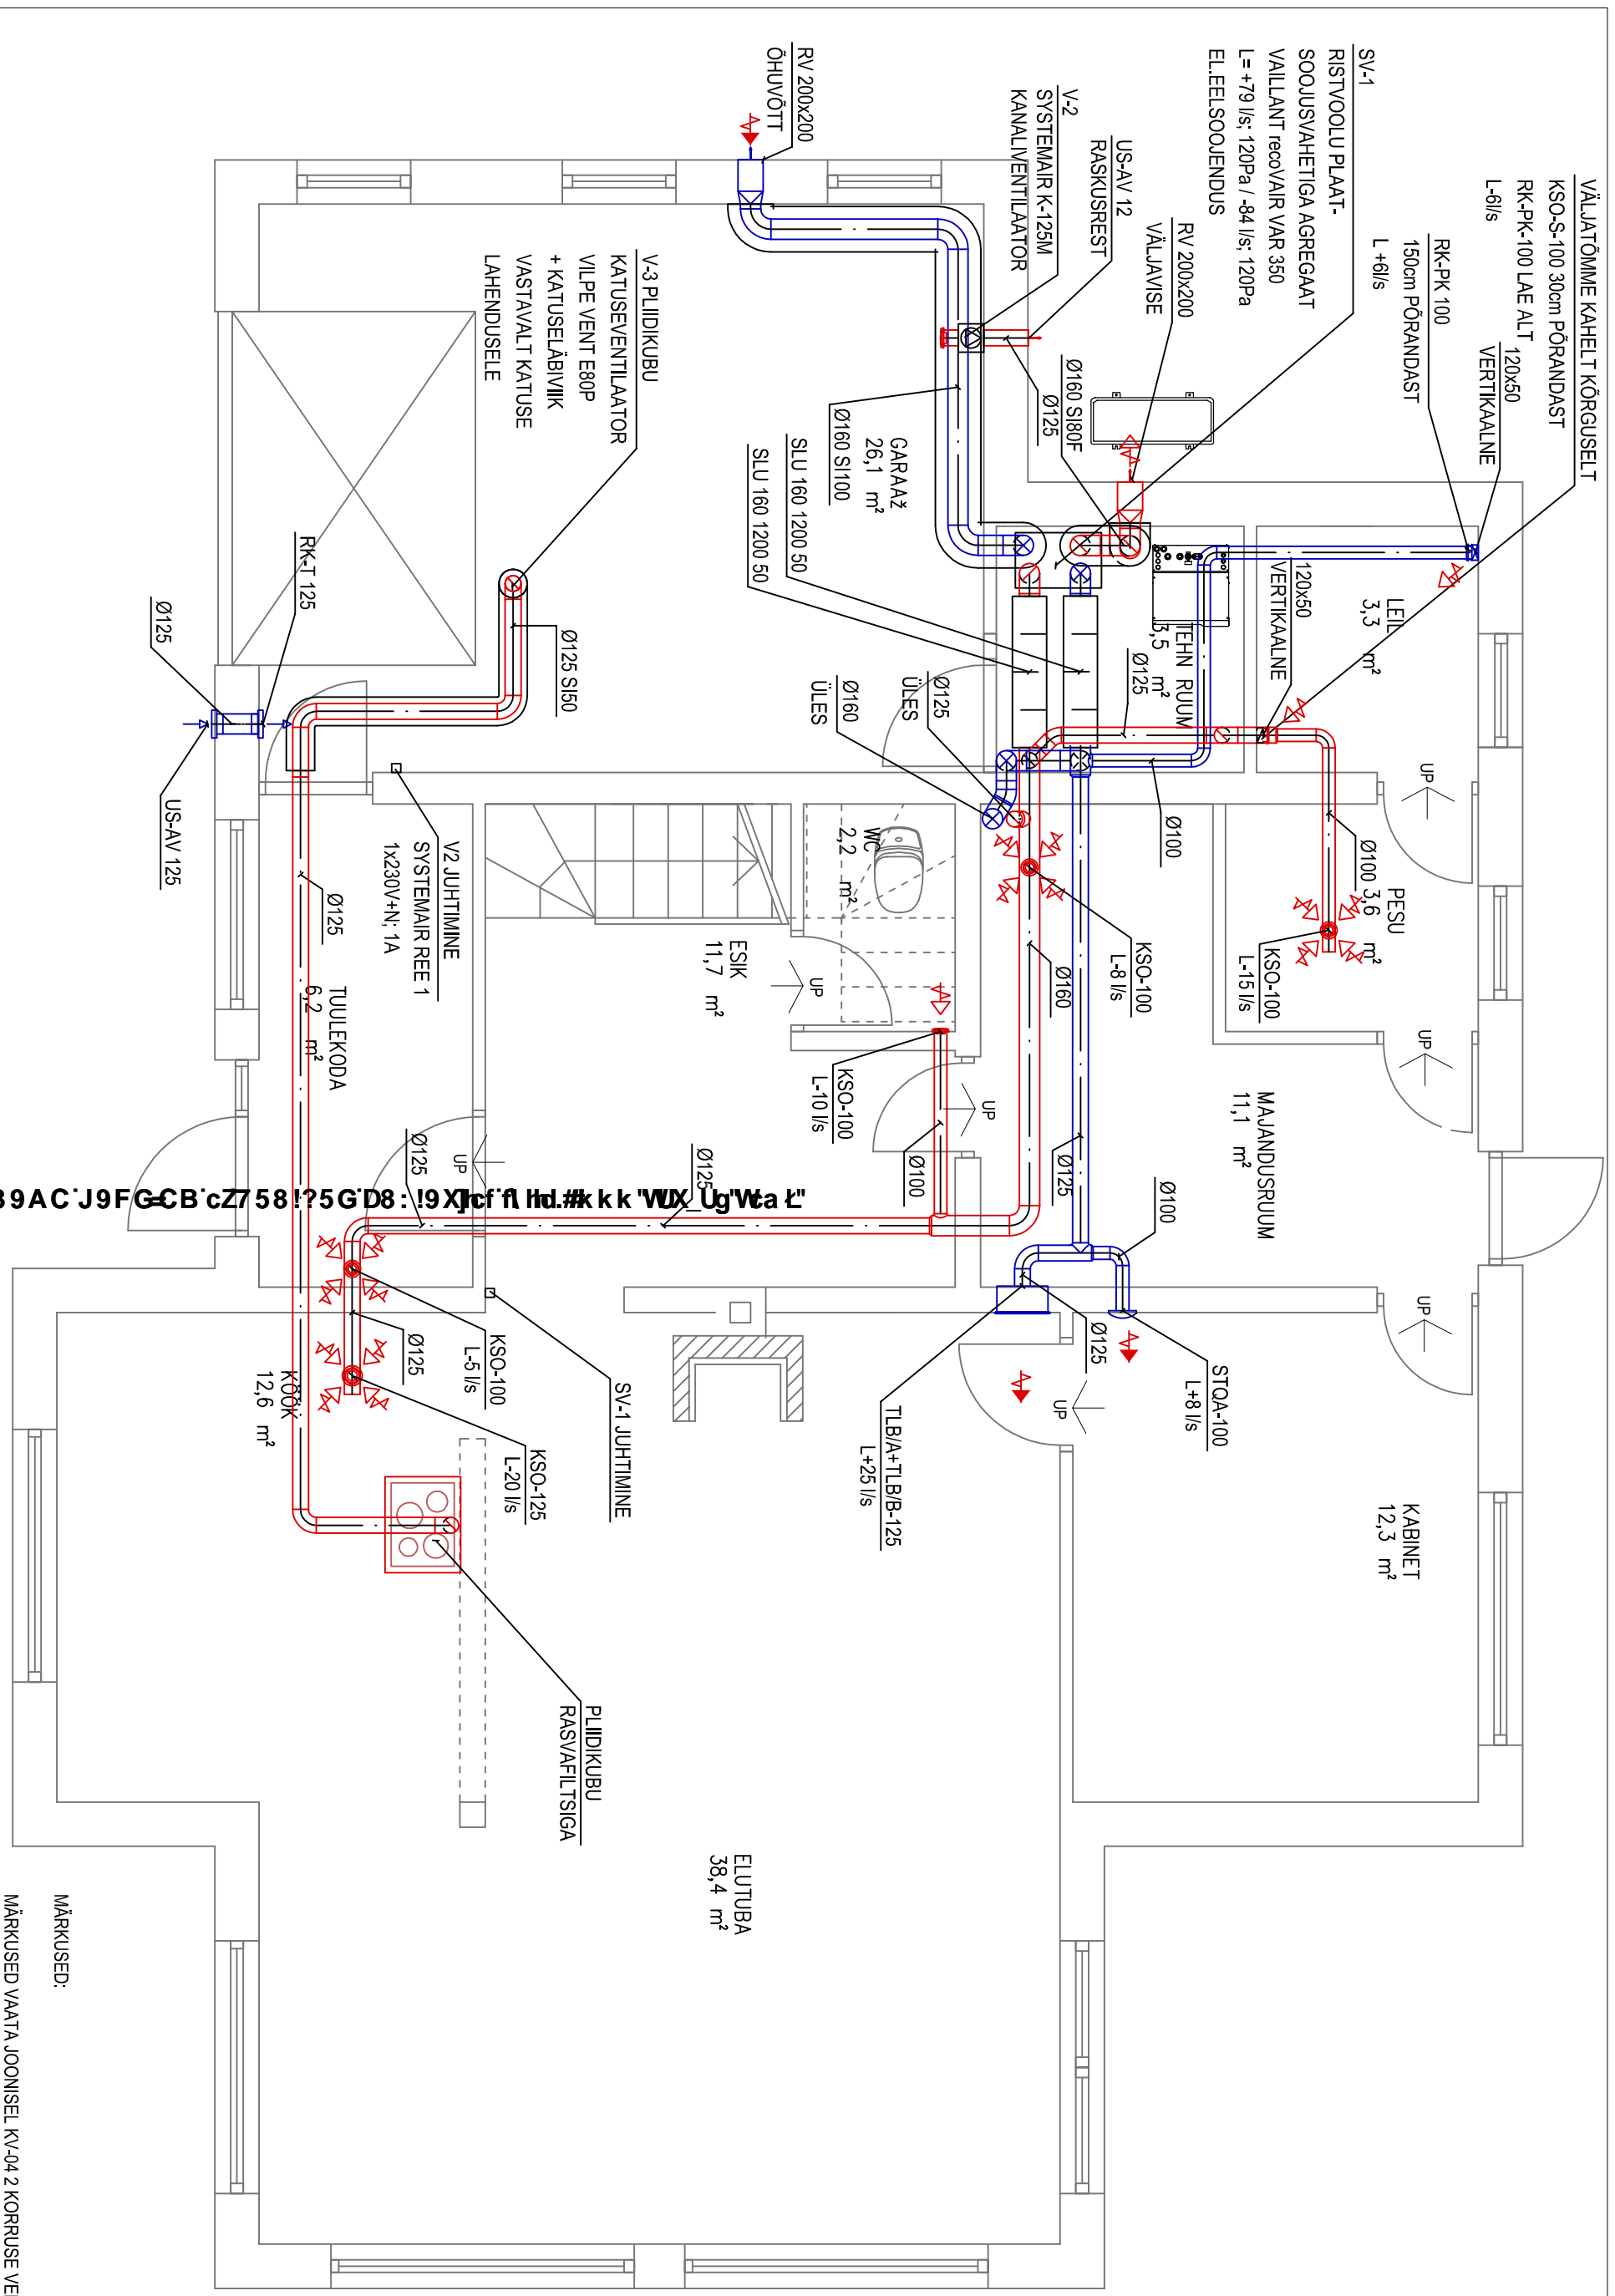 VÄLJATÕMME KAHELT KÕRGUSELT
KSO-S-100 30cm PÕRANDAST
RK-PK-100 LAE ALT
L-6l/s
120x50
VERTIKAALNE
RK-PK 100
150cm PÕRANDAST
L +6l/s
SV-1
RISTVOOLU PLAAT-
SOOJUSVAHETIGA AGREGAAT
VAILLANT recoVAIR VAR 350
L= +79 l/s; 120Pa / -84 l/s; 120Pa
EL.EELSOOJENDUS
RV 200x200
VÄLJAVISE
US-AV 12
RASKUSREST
V-2
SYSTEMAIR K-125M
KANALIVENTILAATOR
RV 200x200
ÕHUVÕTT
Ø160 SI80F
Ø125
GARAAŽ
26,1 m²
Ø160 SI100
SLU 160 1200 50
SLU 160 1200 50
V-3 PLIIDIKUBU
KATUSEVENTILAATOR
VILPE VENT E80P
+ KATUSELÄBIVIIK
VASTAVALT KATUSE
LAHENDUSELE
LEIL
3,3 m²
120x50
VERTIKAALNE
TEHN RUUM
3,5 m²
Ø125
Ø125
ÜLES
Ø160
ÜLES
Ø125 SI50
RK-T 125
Ø125
US-AV 125
UP
Ø100
PESU
3,6 m²
Ø100
KSO-100
L-15 l/s
WC
2,2 m²
KSO-100
L-8 l/s
Ø160
ESIK
11,7 m²
UP
V2 JUHTIMINE
SYSTEMAIR REE 1
1x230V+N; 1A
Ø125
TUULEKODA
6,2 m²
UP
MAJANDUSRUUM
11,1 m²
UP
KSO-100
L-10 l/s
Ø100
Ø125
Ø100
Ø125
Ø125
UP
UP
Ø125
STQA-100
L+8 l/s
UP
TLB/A+TLB/B-125
L+25 l/s
SV-1 JUHTIMINE
KSO-100
L-5 l/s
Ø125
KSO-125
L-20 l/s
KÖÖK
12,6 m²
KABINET
12,3 m²
PLIIDIKUBU
RASVAFILTSIGA
ELUTUBA
38,4 m²
MÄRKUSED:
MÄRKUSED VAATA JOONISEL KV-04 2 KORRUSE VE